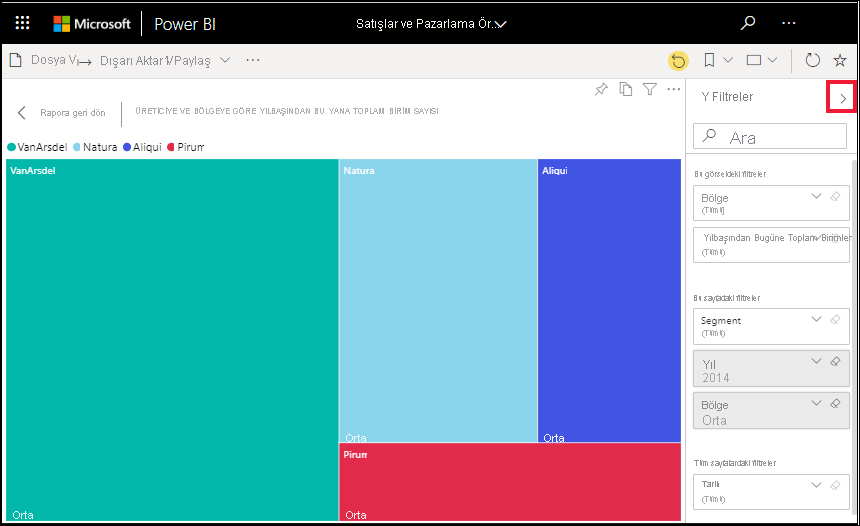 Microsoft Power BI Satışlar ve Pazarlama Ör..
Dosya V Dışarı Aktar1/Paylaş
Rapora geri dön ÜRETİCİYE VE BÖLGEYE GÖRE YILBAŞINDAN BU YANA TOPLAM BİRİM SAYISI
VanArsdel Natura Aliqui Pirum
VanArsdel
Orta
Natura
Orta
Aliqui
Orta
Pirum
Orta
Y Filtreler
Ara
Bu görseldeki filtreler
Bölge
(Tümü)
Yılbaşından Bugüne Toplam Birimler
(Tümü)
Bu sayfadaki filtreler
Segment
(Tümü)
Yıl
2014
Bölge
Orta
Tüm sayfalardaki filtreler
Tarih
(Tümü)